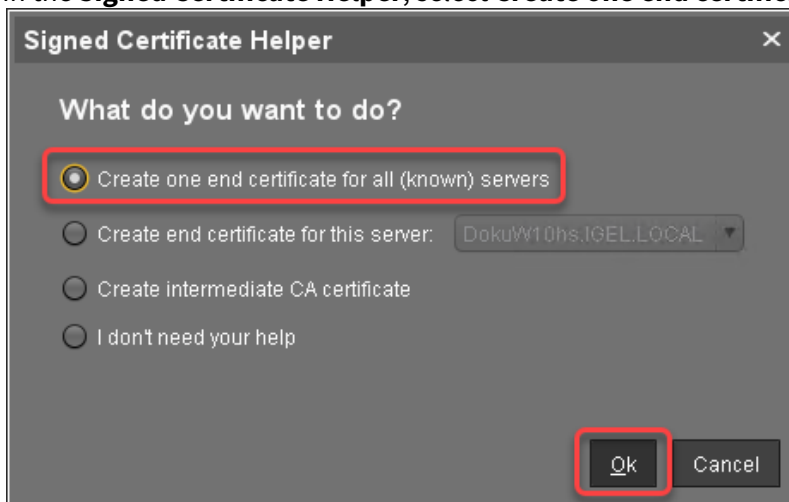 Signed Certificate Helper
What do you want to do?
Create one end certificate for all (known) servers
Create end certificate for this server: DokuW10hs.IGEL.LOCAL
Create intermediate CA certificate
I don't need your help
Ok Cancel